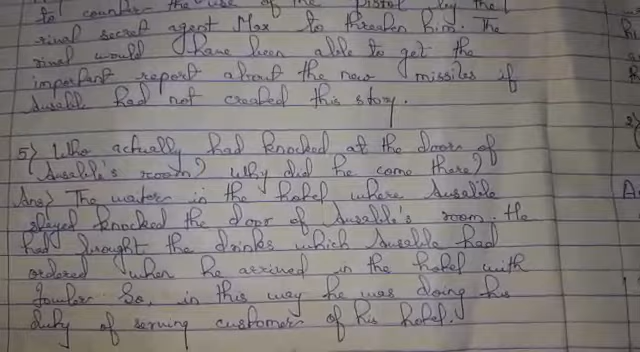 to counter the use of the pistol by the
rival secret agent Max to threaten him. The
rival would have been able to get the
important report about the new missiles if
Ausable had not created this story.
5) Who actually had knocked at the door of
Ausable's room? Why did he come there?
Ans) The waiter in the hotel where Ausable
stayed knocked the door of Ausable's room. He
had brought the drinks which Ausable had
ordered when he arrived in the hotel with
Fowler. So, in this way he was doing his
duty of serving customer of his hotel.